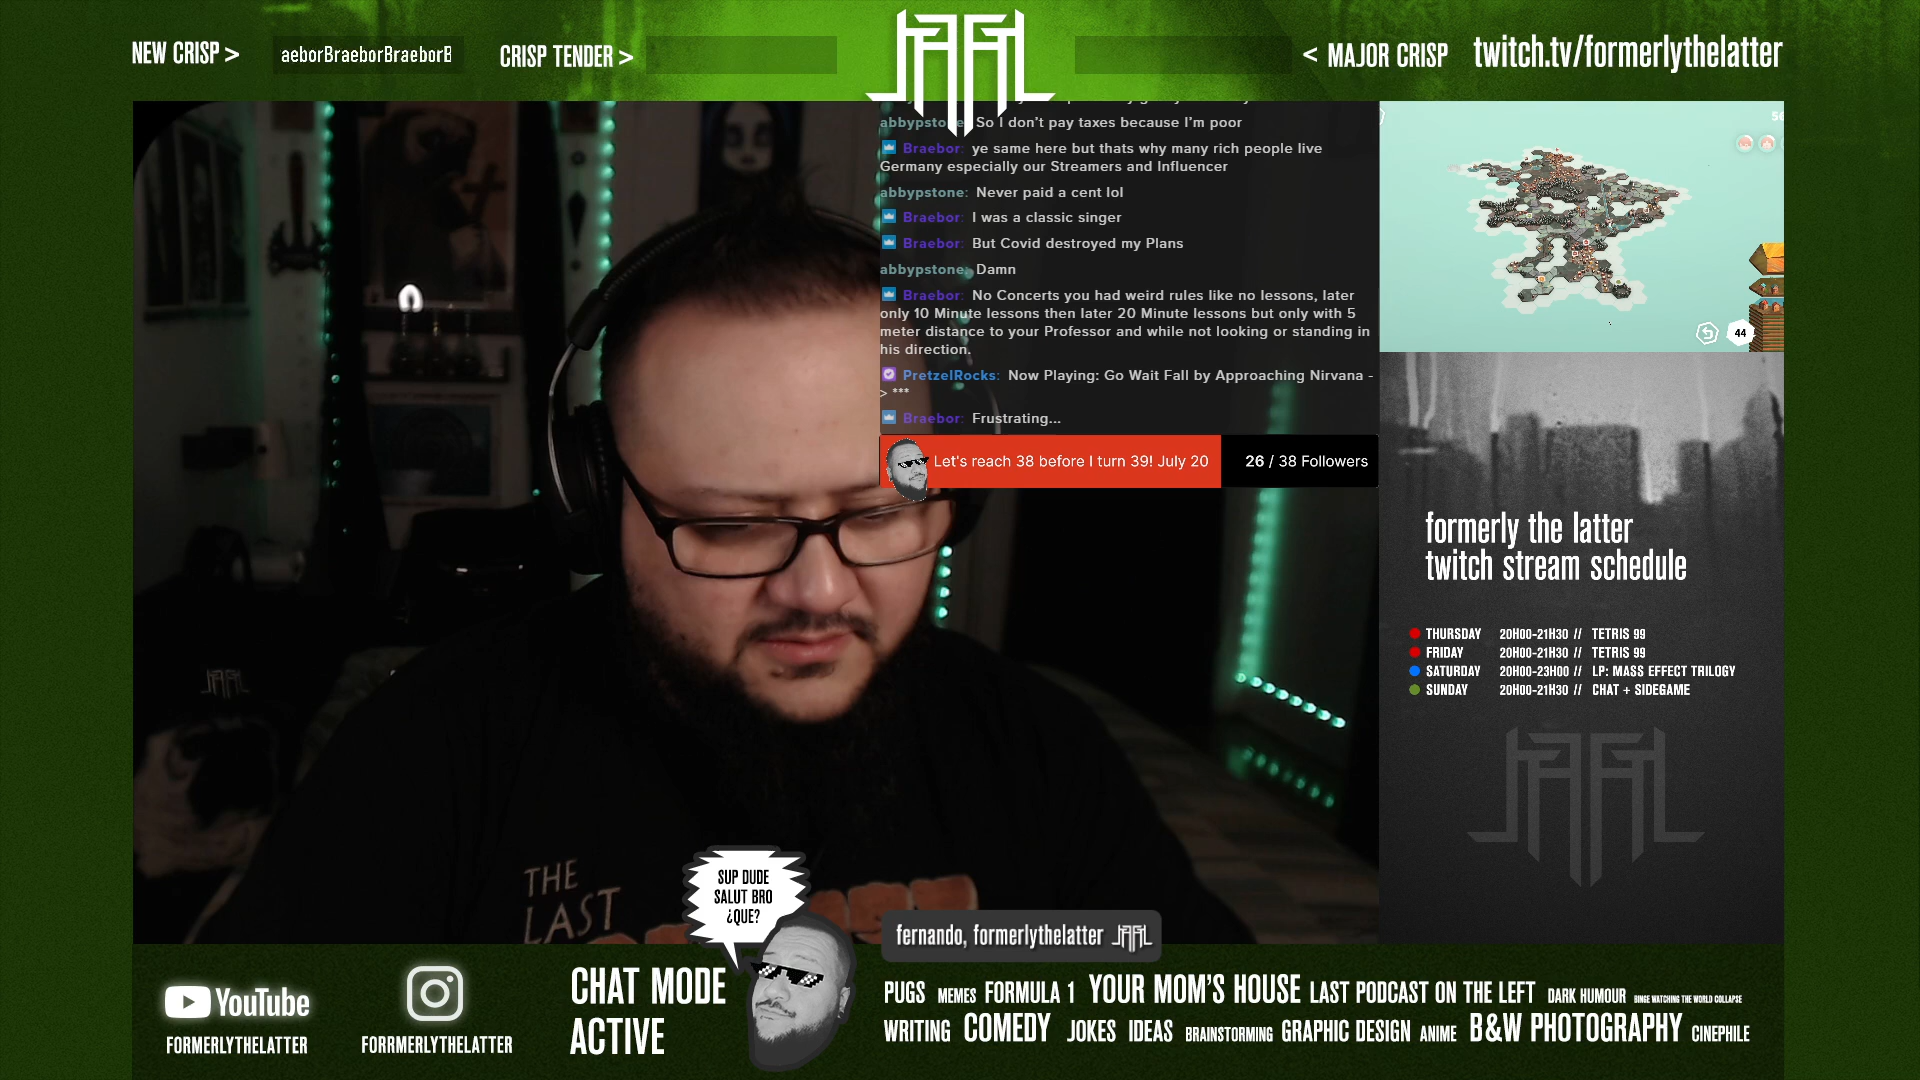 NEW CRISP >
aeborBraeborBraeborB
CRISP TENDER >
< MAJOR CRISP
twitch.tv/formerlythelatter
abbypstone: So I don't pay taxes because I'm poor
Braebor: ye same here but thats why many rich people live
Germany especially our Streamers and Influencer
abbypstone: Never paid a cent lol
Braebor: I was a classic singer
Braebor: But Covid destroyed my Plans
abbypstone: Damn
Braebor: No Concerts you had weird rules like no lessons, later
only 10 Minute lessons then later 20 Minute lessons but only with 5
meter distance to your Professor and while not looking or standing in
his direction.
PretzelRocks: Now Playing: Go Wait Fall by Approaching Nirvana -
> ***
Braebor: Frustrating...
Let's reach 38 before I turn 39! July 20
26 / 38 Followers
44
formerly the latter
twitch stream schedule
THURSDAY 20H00-21H30 // TETRIS 99
FRIDAY 20H00-21H30 // TETRIS 99
SATURDAY 20H00-23H00 // LP: MASS EFFECT TRILOGY
SUNDAY 20H00-21H30 // CHAT + SIDEGAME
THE
LAST
SUP DUDE
SALUT BRO
¿QUE?
fernando, formerlythelatter
YouTube
FORMERLYTHELATTER
FORRMERLYTHELATTER
CHAT MODE
ACTIVE
PUGS MEMES FORMULA 1 YOUR MOM'S HOUSE LAST PODCAST ON THE LEFT DARK HUMOUR BINGE WATCHING THE WORLD COLLAPSE
WRITING COMEDY JOKES IDEAS BRAINSTORMING GRAPHIC DESIGN ANIME B&W PHOTOGRAPHY CINEPHILE